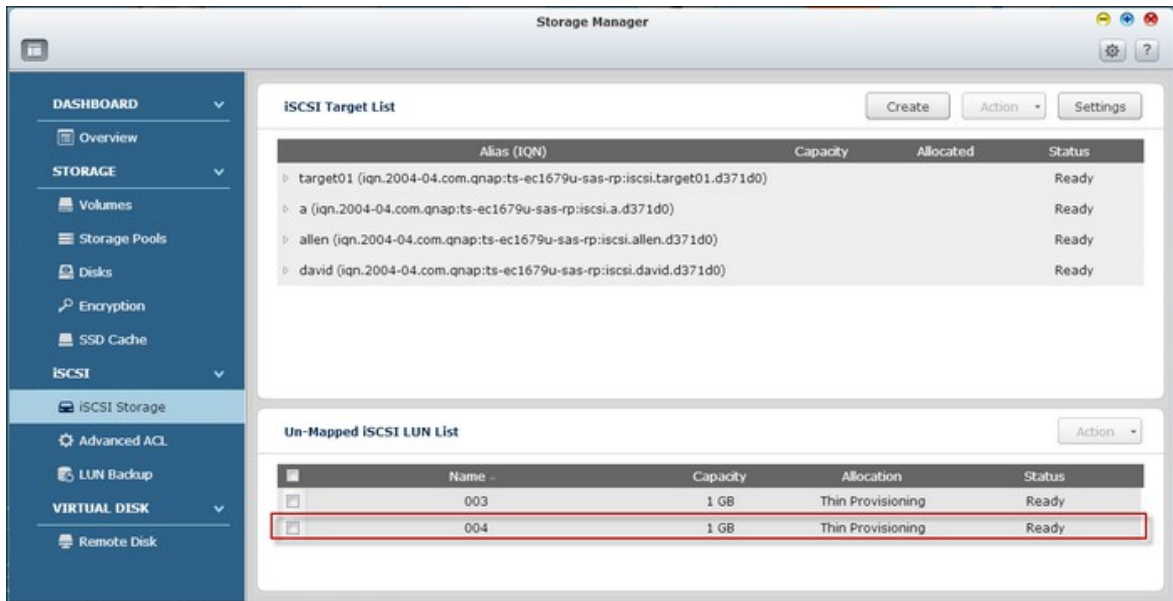 Storage Manager
?
DASHBOARD
Overview
STORAGE
Volumes
Storage Pools
Disks
Encryption
SSD Cache
iSCSI
iSCSI Storage
Advanced ACL
LUN Backup
VIRTUAL DISK
Remote Disk
iSCSI Target List Create Action Settings
Alias (IQN) Capacity Allocated Status
target01 (iqn.2004-04.com.qnap:ts-ec1679u-sas-rp:iscsi.target01.d371d0) Ready
a (iqn.2004-04.com.qnap:ts-ec1679u-sas-rp:iscsi.a.d371d0) Ready
allen (iqn.2004-04.com.qnap:ts-ec1679u-sas-rp:iscsi.allen.d371d0) Ready
david (iqn.2004-04.com.qnap:ts-ec1679u-sas-rp:iscsi.david.d371d0) Ready
Un-Mapped iSCSI LUN List Action
Name Capacity Allocation Status
003 1 GB Thin Provisioning Ready
004 1 GB Thin Provisioning Ready